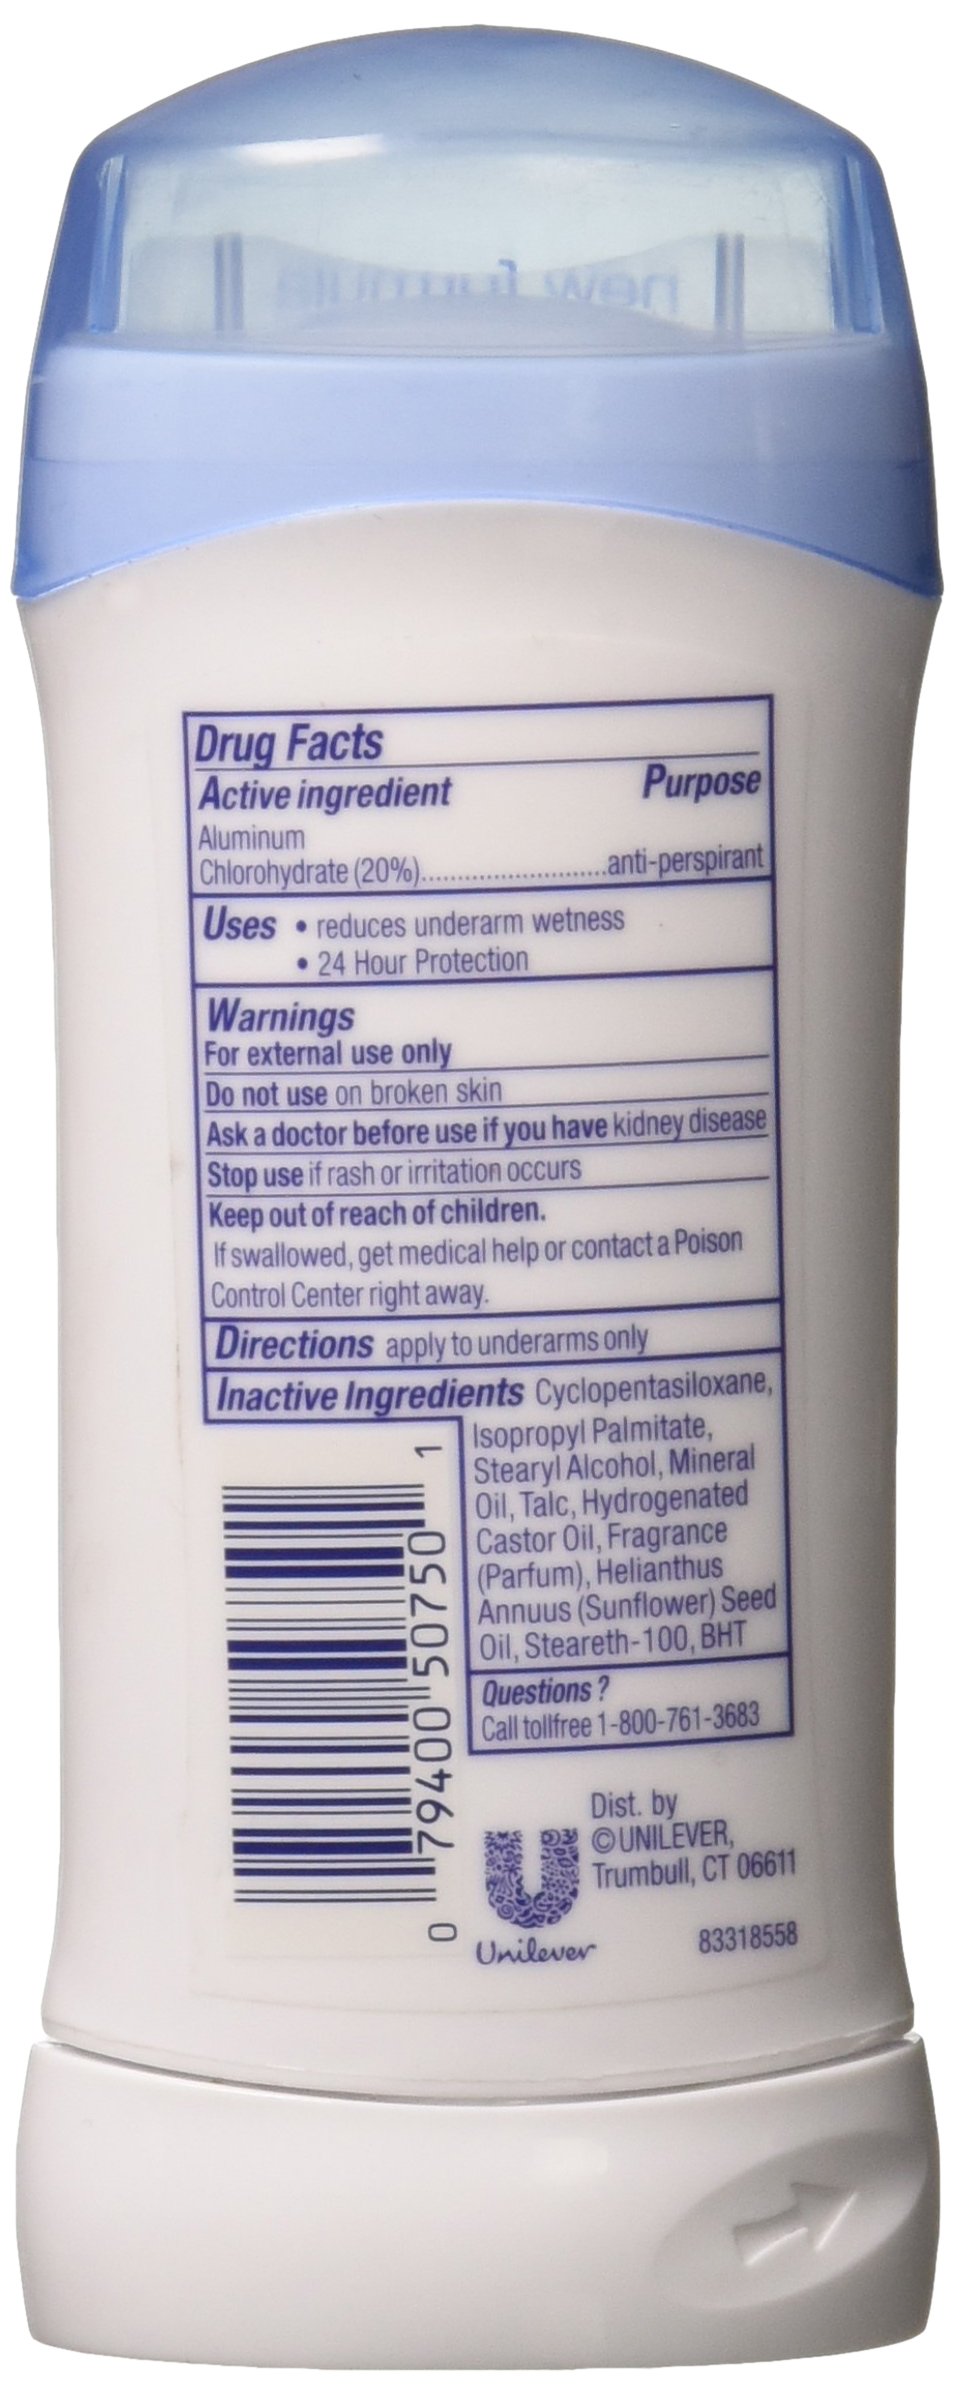 new formula
Drug Facts
Active ingredient Purpose
Aluminum
Chlorohydrate (20%)..........................anti-perspirant
Uses • reduces underarm wetness
• 24 Hour Protection
Warnings
For external use only
Do not use on broken skin
Ask a doctor before use if you have kidney disease
Stop use if rash or irritation occurs
Keep out of reach of children.
If swallowed, get medical help or contact a Poison
Control Center right away.
Directions apply to underarms only
Inactive Ingredients Cyclopentasiloxane,
Isopropyl Palmitate,
Stearyl Alcohol, Mineral
Oil, Talc, Hydrogenated
Castor Oil, Fragrance
(Parfum), Helianthus
Annuus (Sunflower) Seed
Oil, Steareth-100, BHT
Questions ?
Call tollfree 1-800-761-3683
0 79400 50750 1
Dist. by
©UNILEVER,
Trumbull, CT 06611
Unilever
83318558